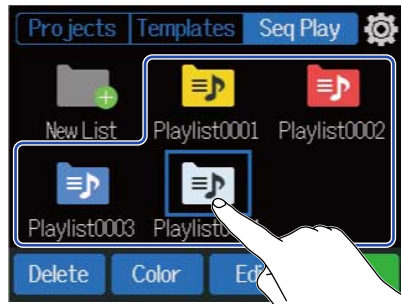 Projects Templates Seq Play
New List Playlist0001 Playlist0002
Playlist0003
Delete Color